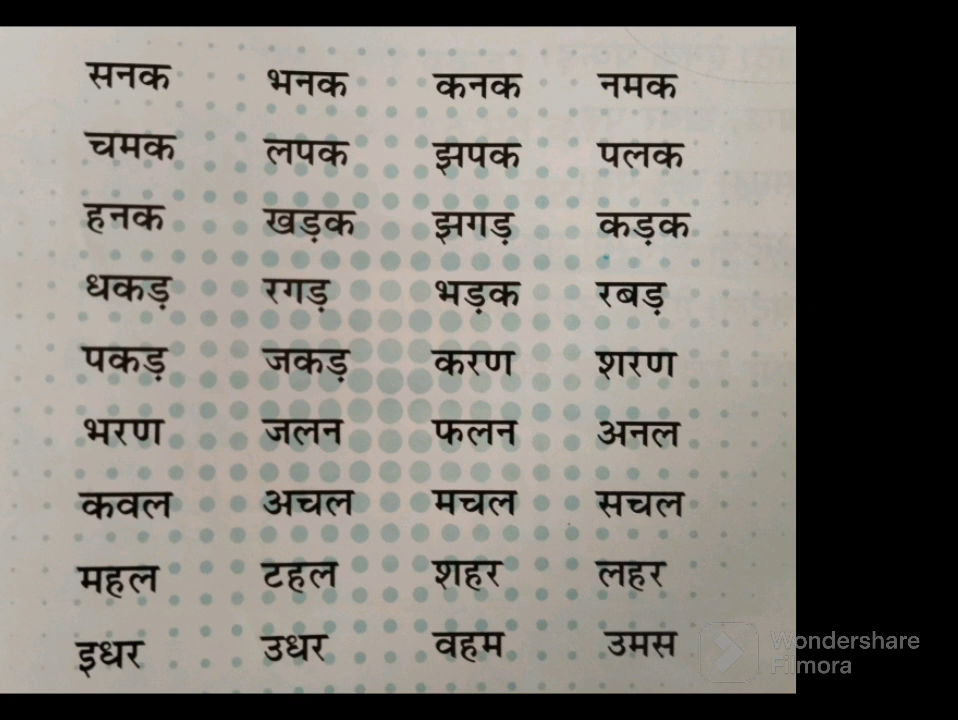 सनक भनक कनक नमक
चमक लपक झपक पलक
हनक खड़क झगड़ कड़क
धकड़ रगड़ भड़क रबड़
पकड़ जकड़ करण शरण
भरण जलन फलन अनल
कवल अचल मचल सचल
महल टहल शहर लहर
इधर उधर वहम उमस
Wondershare
Filmora